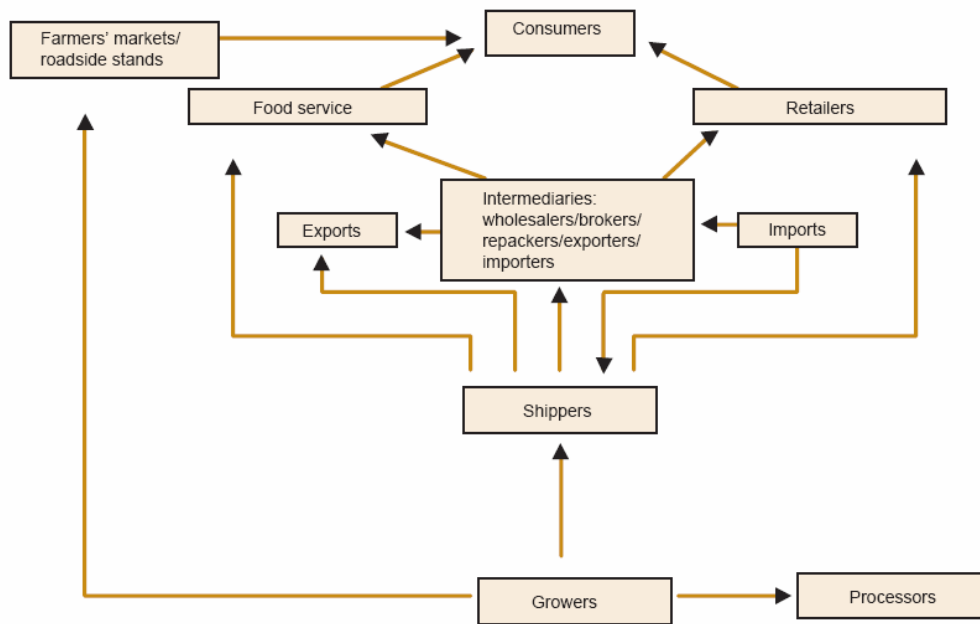 Farmers’ markets/
roadside stands
Consumers
Food service
Retailers
Intermediaries:
wholesalers/brokers/
repackers/exporters/
importers
Exports
Imports
Shippers
Growers
Processors